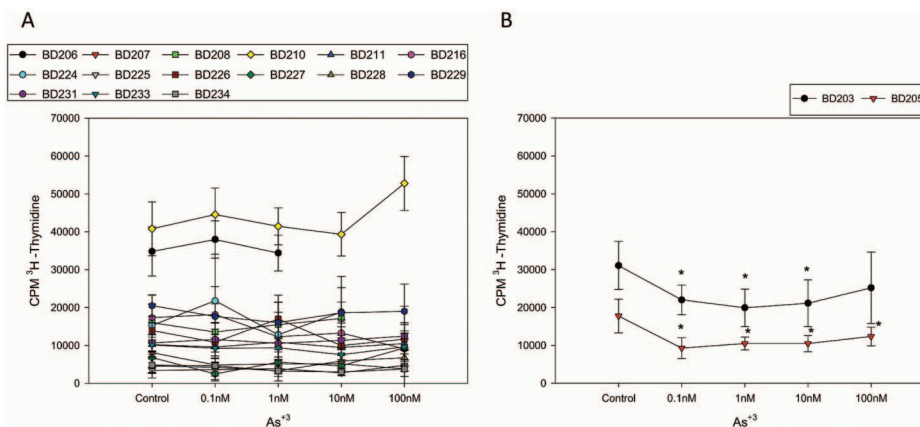 A
B
BD206 BD207 BD208 BD210 BD211 BD216
BD224 BD225 BD226 BD227 BD228 BD229
BD231 BD233 BD234
BD203 BD205
70000
60000
50000
40000
30000
20000
10000
0
CPM ³H -Thymidine
Control 0.1nM 1nM 10nM 100nM
As⁺³
70000
60000
50000
40000
30000
20000
10000
0
CPM ³H -Thymidine
* * *
* * * *
Control 0.1nM 1nM 10nM 100nM
As⁺³